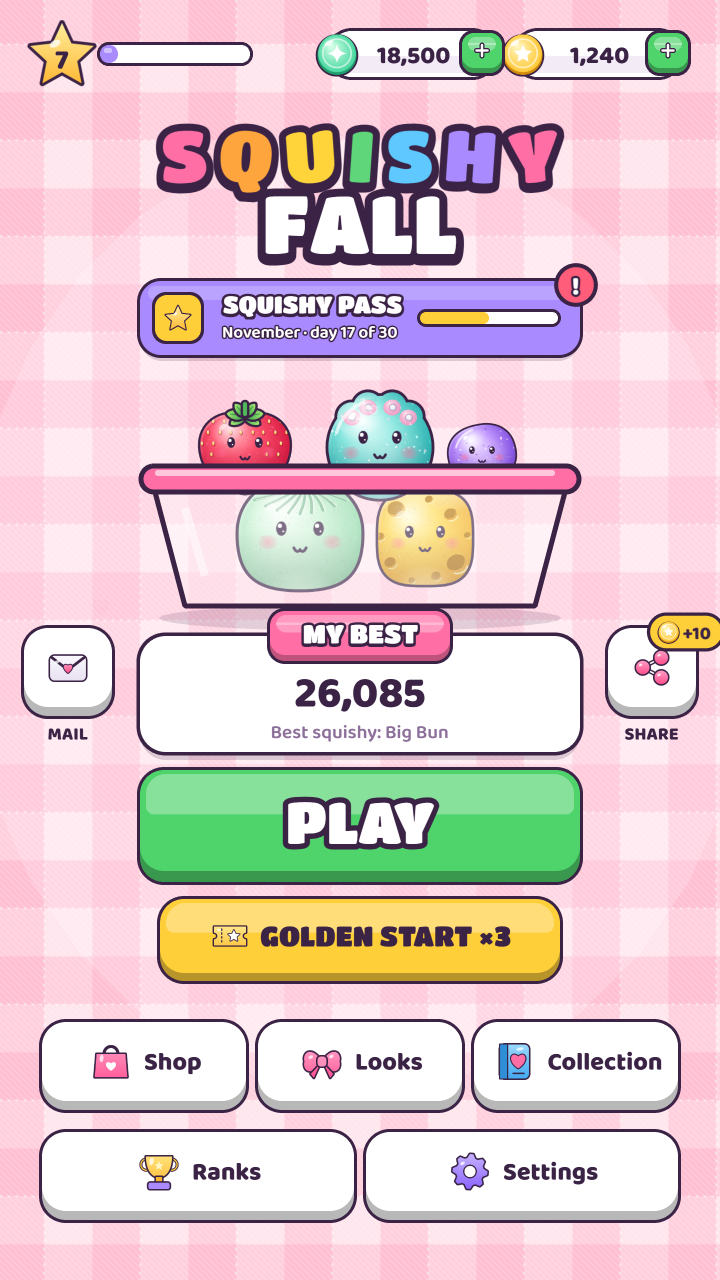 7
18,500
1,240
SQUISHY
FALL
!
SQUISHY PASS
November · day 17 of 30
MY BEST
26,085
Best squishy: Big Bun
+10
MAIL
SHARE
PLAY
GOLDEN START ×3
Shop
Looks
Collection
Ranks
Settings